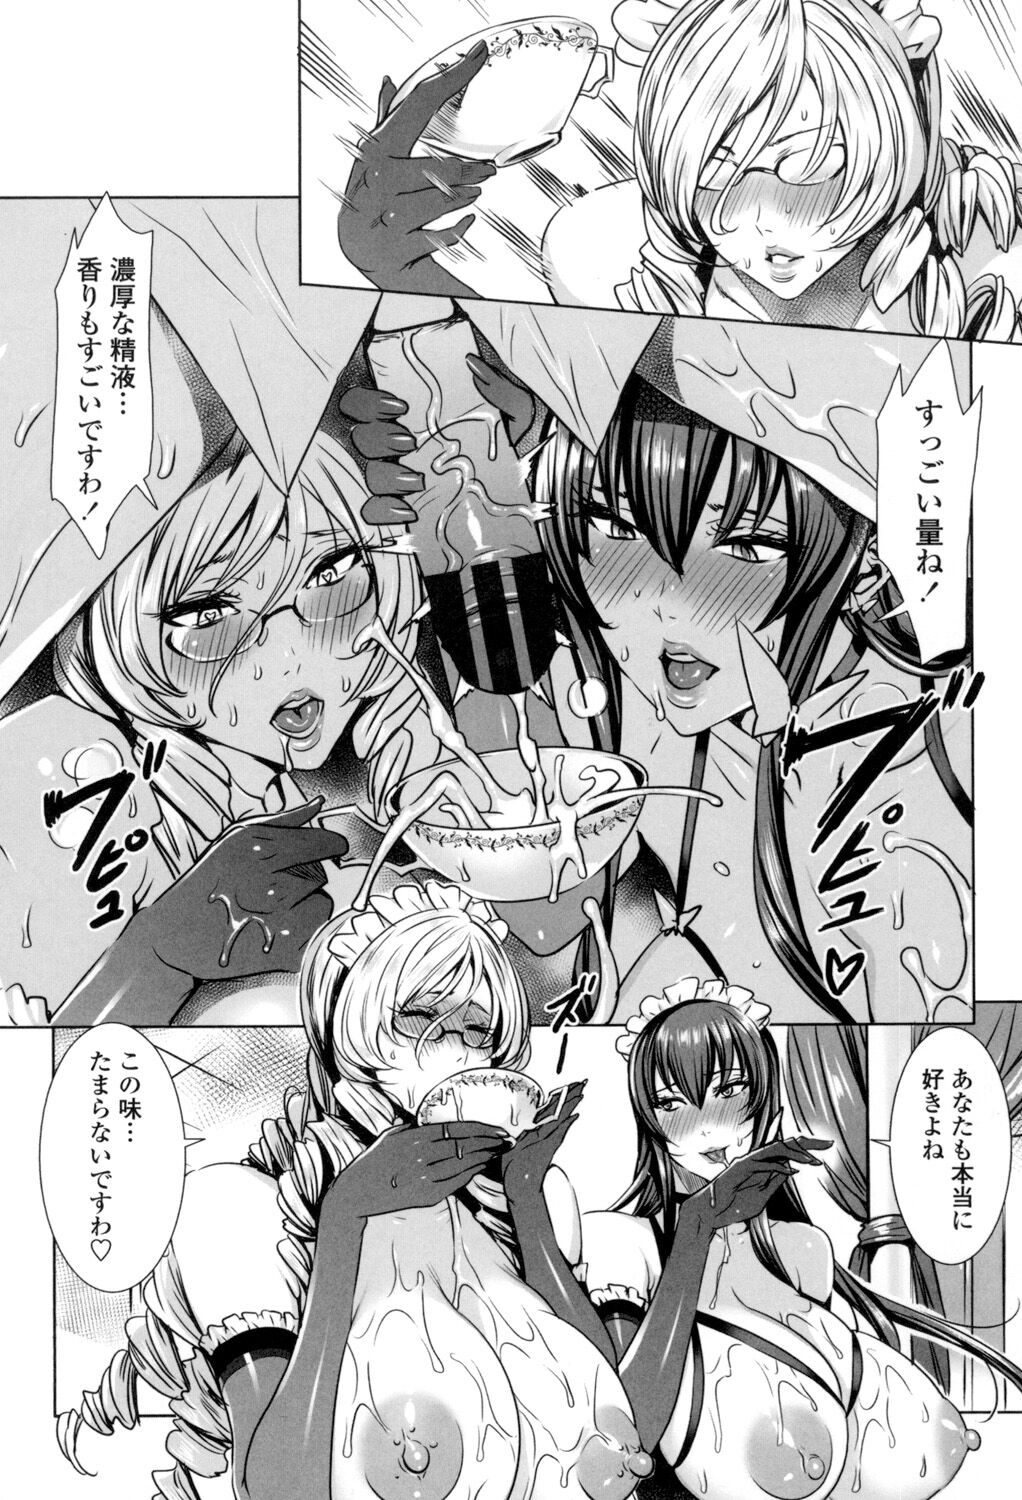 すっごい量ね！
濃厚な精液…
香りもすごいですわ！
ブピュ♡
ブピュ
ズーッ
あなたも本当に
好きよね
この味…
たまらないですわ♡